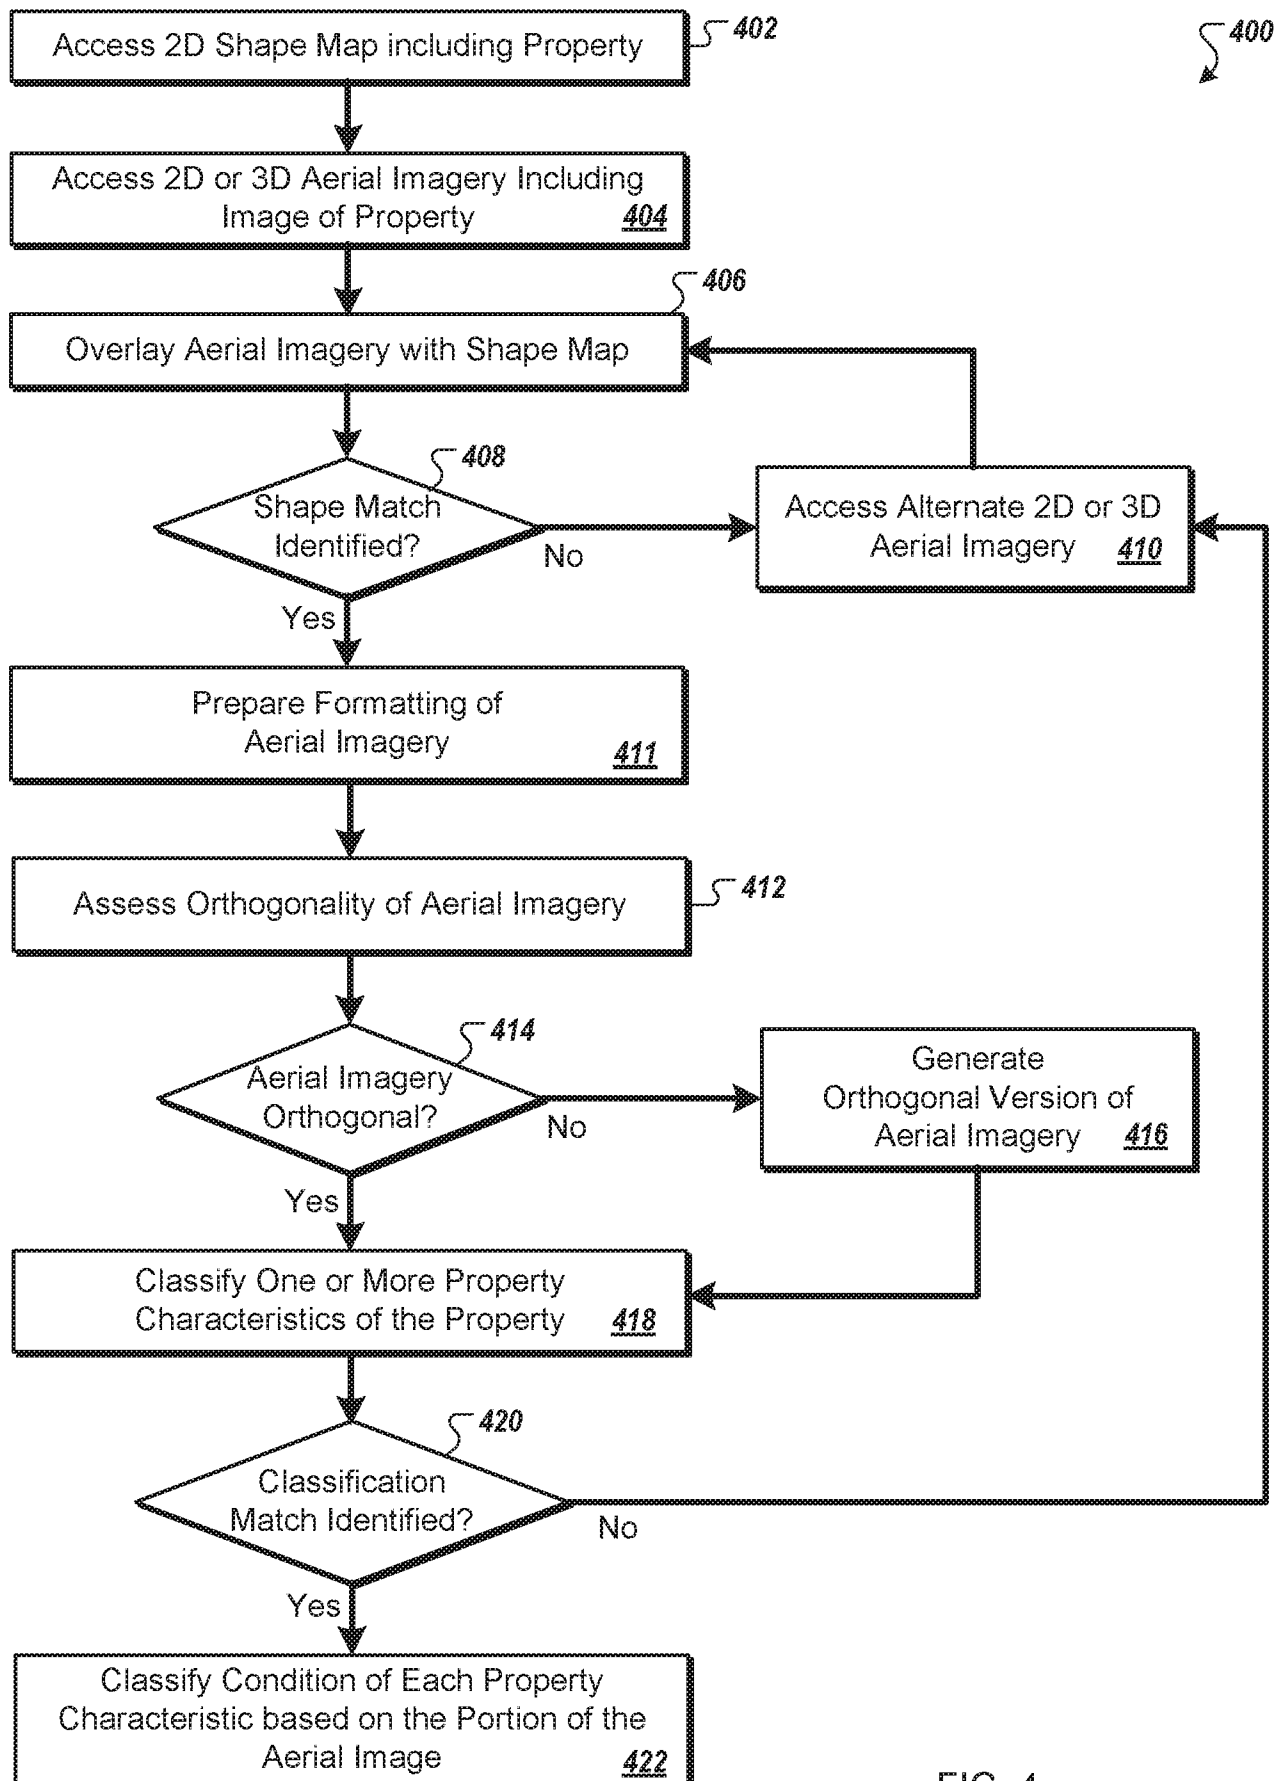 Access 2D Shape Map including Property
402
400
Access 2D or 3D Aerial Imagery Including
Image of Property
404
406
Overlay Aerial Imagery with Shape Map
408
Shape Match
Identified?
No
Yes
Access Alternate 2D or 3D
Aerial Imagery
410
Prepare Formatting of
Aerial Imagery
411
Assess Orthogonality of Aerial Imagery
412
414
Aerial Imagery
Orthogonal?
No
Yes
Generate
Orthogonal Version of
Aerial Imagery
416
Classify One or More Property
Characteristics of the Property
418
420
Classification
Match Identified?
No
Yes
Classify Condition of Each Property
Characteristic based on the Portion of the
Aerial Image
422
FIG. 4